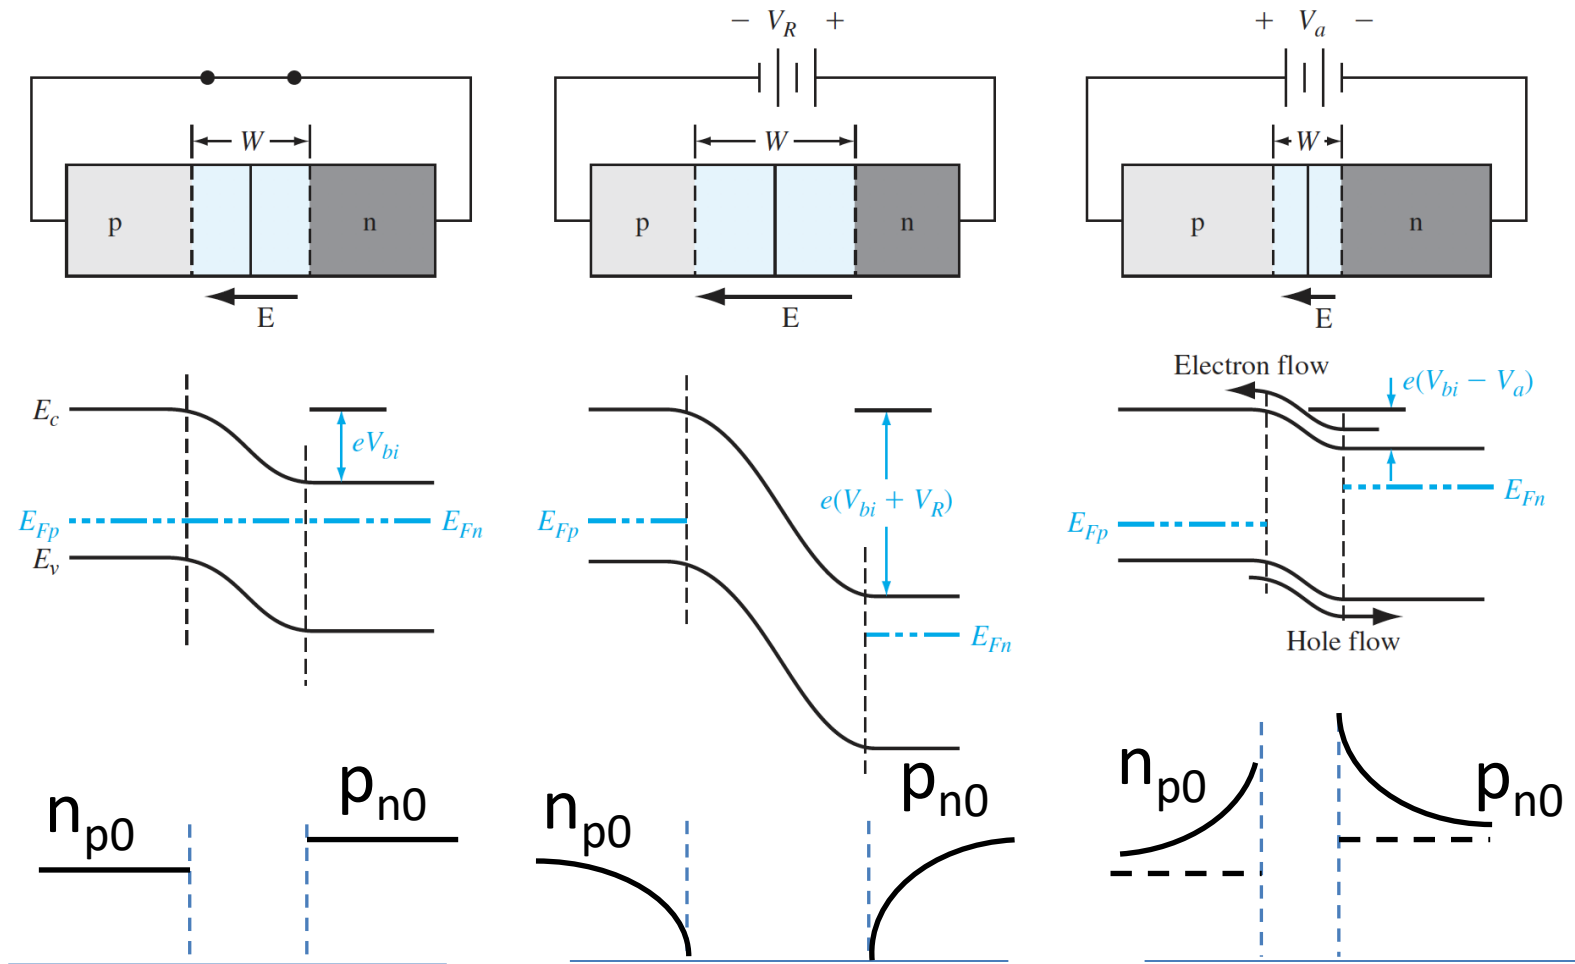 − V_R +
+ V_a −
W
W
W
p
n
p
n
p
n
E
E
E
Electron flow
e(V_bi − V_a)
E_c
eV_bi
e(V_bi + V_R)
E_Fp
E_Fn
E_Fp
E_Fn
E_Fp
E_Fn
E_v
Hole flow
n_p0
p_n0
n_p0
p_n0
n_p0
p_n0